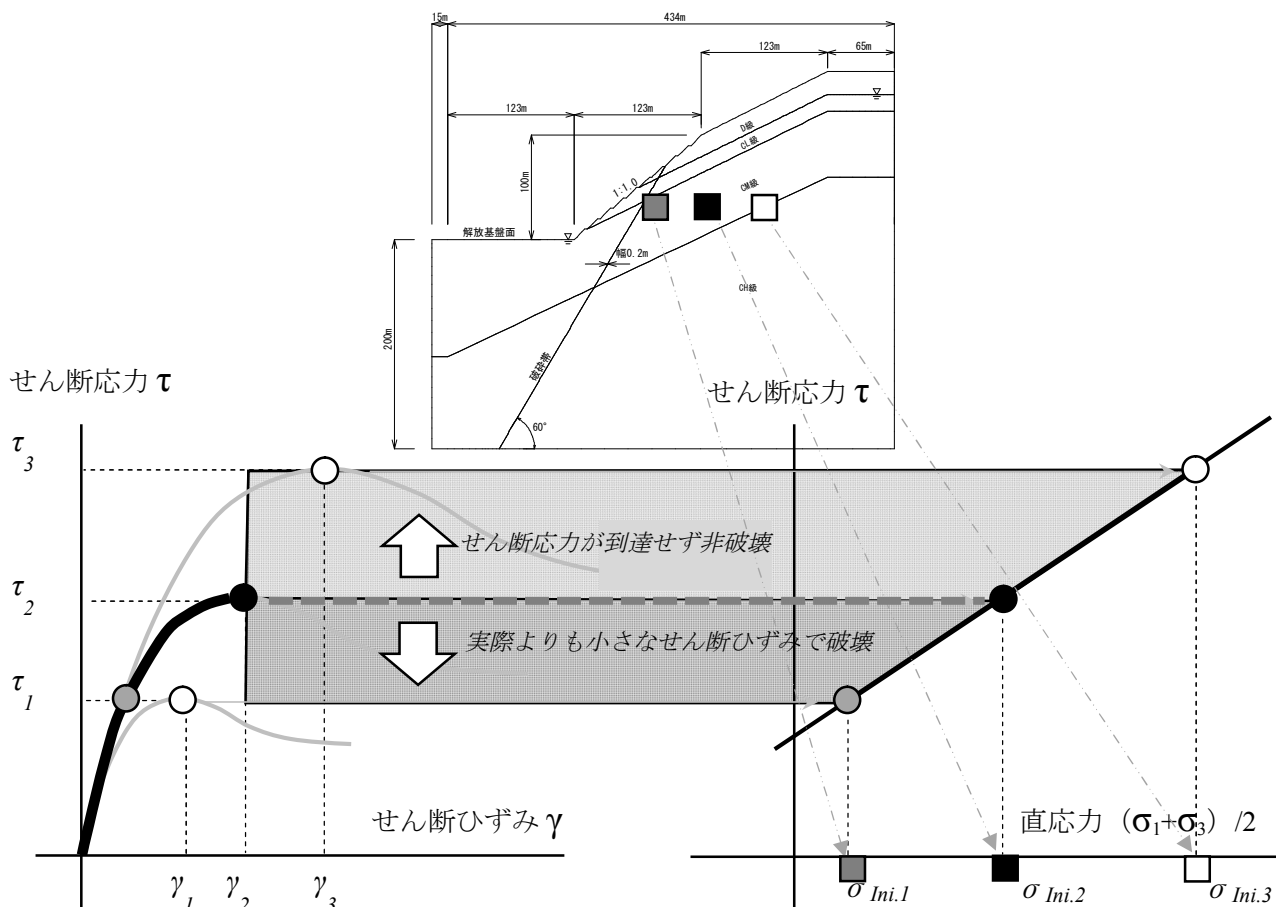 15m
434m
123m
65m
123m
123m
D級
CL級
1:1.0
CM級
100m
解放基盤面
幅0.2m
CH級
200m
破砕帯
60°
せん断応力 τ
せん断応力 τ
τ3
せん断応力が到達せず非破壊
τ2
実際よりも小さなせん断ひずみで破壊
τ1
せん断ひずみ γ
直応力（σ1+σ3）/2
γ1
γ2
γ3
σ Ini.1
σ Ini.2
σ Ini.3